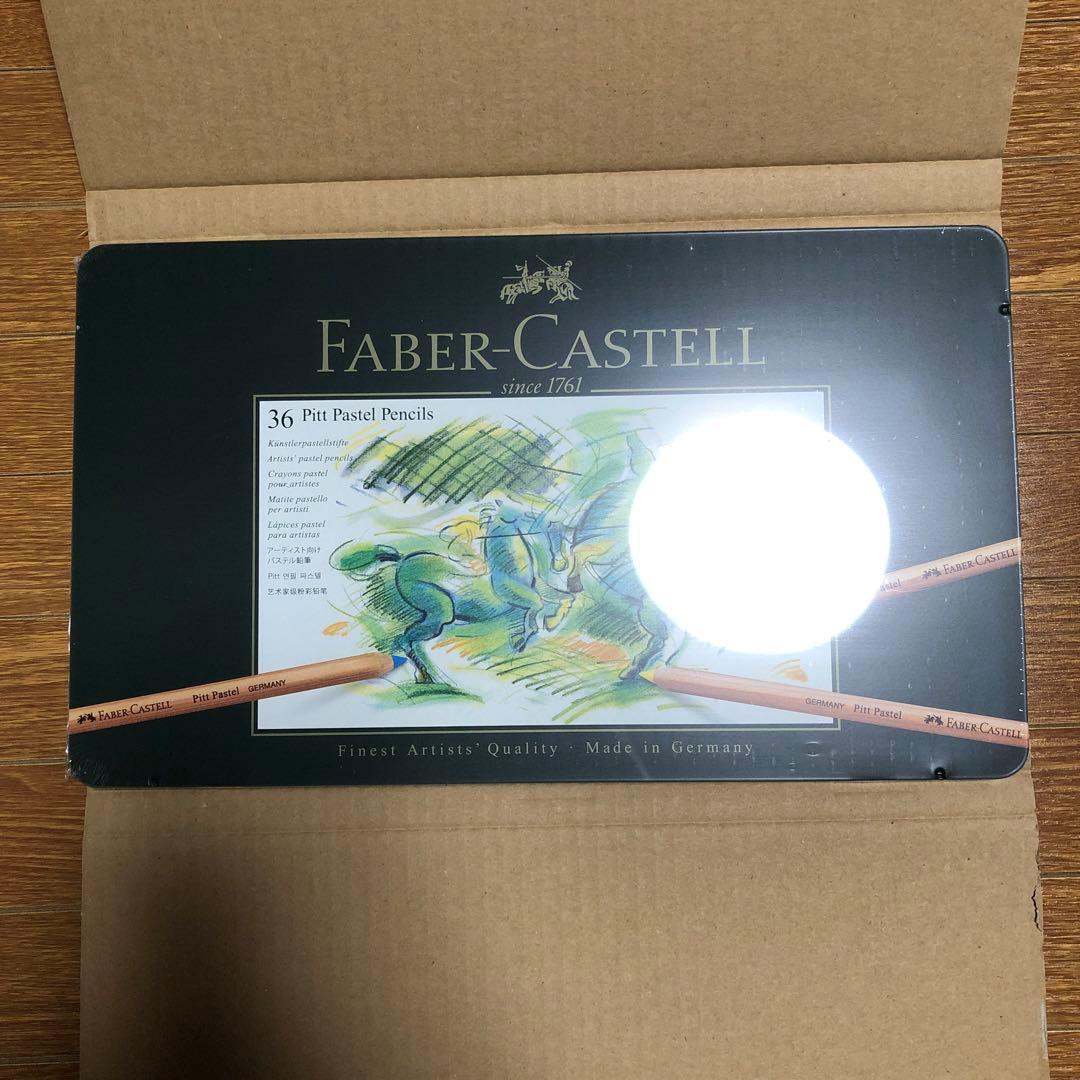 FABER-CASTELL
since 1761
36 Pitt Pastel Pencils
Künstlerpastellstifte
Artists' pastel pencils
Crayons pastel
pour artistes
Matite pastello
per artisti
Lápices pastel
para artistas
アーティスト向け
パステル鉛筆
Pitt 연필 파스텔
艺术家级粉彩铅笔
FABER-CASTELL
FABER-CASTELL Pitt Pastel GERMANY
GERMANY Pitt Pastel FABER-CASTELL
Finest Artists' Quality · Made in Germany